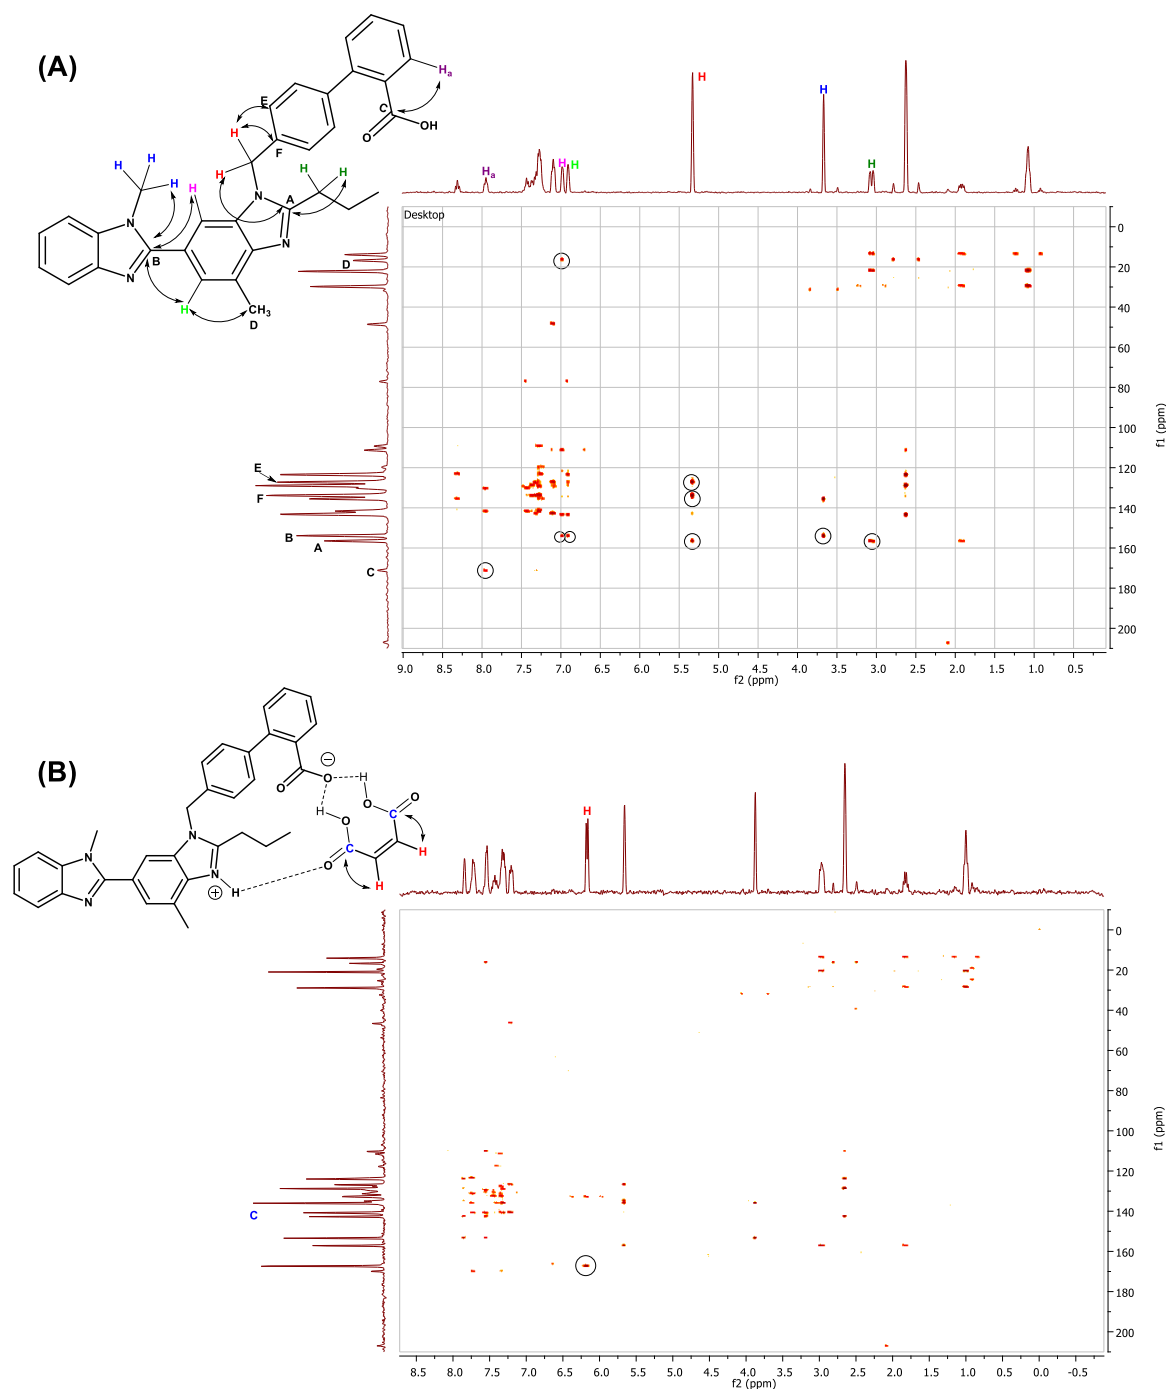 (A)
Ha
E
C
O
OH
F
H
H
H
H
H
H
H
H
N
A
N
N
B
N
H
CH₃
D
H
H
H
Ha
H
H
Desktop
D
E
F
B
A
C
0
20
40
60
80
100
120
140
160
180
200
f1 (ppm)
9.0 8.5 8.0 7.5 7.0 6.5 6.0 5.5 5.0 4.5 4.0 3.5 3.0 2.5 2.0 1.5 1.0 0.5
f2 (ppm)
(B)
O
O
⊖
H
H
O
O
O
C
C
O
H
H
N
N
N
N
⊕
H
H
C
0
20
40
60
80
100
120
140
160
180
200
f1 (ppm)
8.5 8.0 7.5 7.0 6.5 6.0 5.5 5.0 4.5 4.0 3.5 3.0 2.5 2.0 1.5 1.0 0.5 0.0 -0.5
f2 (ppm)